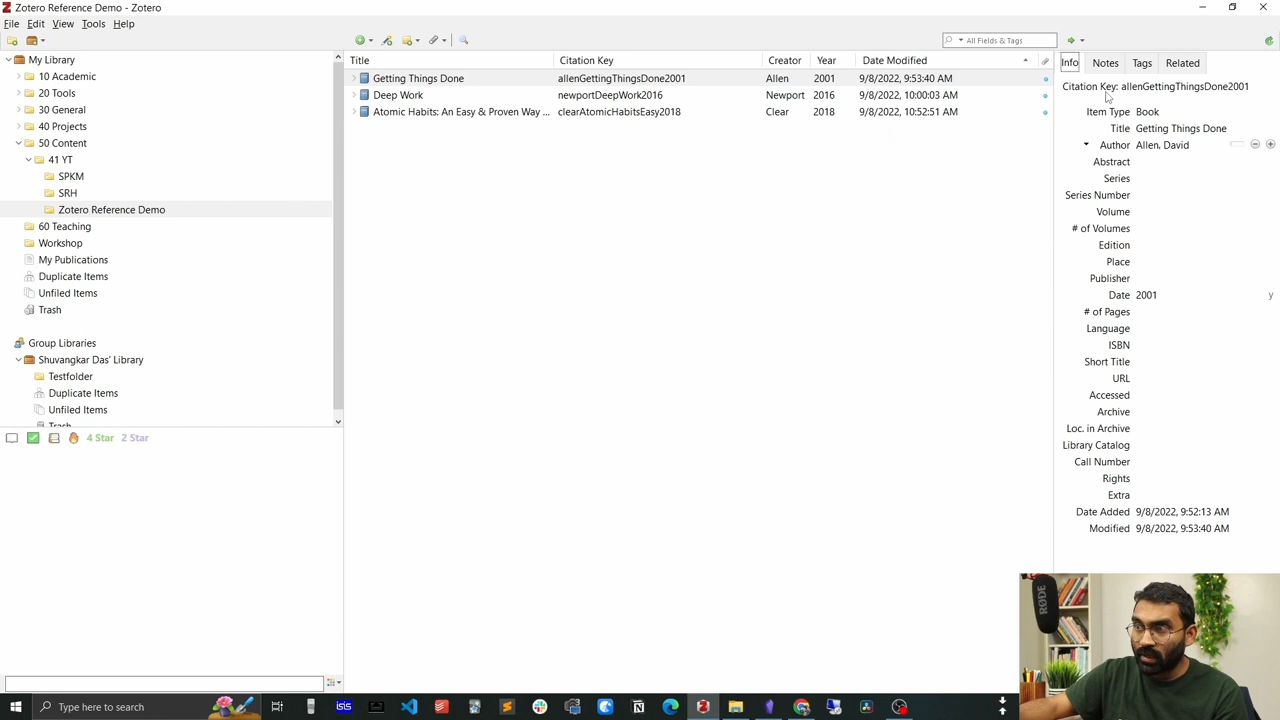 Zotero Reference Demo - Zotero
File Edit View Tools Help
All Fields & Tags
My Library
10 Academic
20 Tools
30 General
40 Projects
50 Content
41 YT
SPKM
SRH
Zotero Reference Demo
60 Teaching
Workshop
My Publications
Duplicate Items
Unfiled Items
Trash
Group Libraries
Shuvangkar Das' Library
Testfolder
Duplicate Items
Unfiled Items
Trash
4 Star 2 Star
Title Citation Key Creator Year Date Modified
Getting Things Done allenGettingThingsDone2001 Allen 2001 9/8/2022, 9:53:40 AM
Deep Work newportDeepWork2016 Newport 2016 9/8/2022, 10:00:03 AM
Atomic Habits: An Easy & Proven Way ... clearAtomicHabitsEasy2018 Clear 2018 9/8/2022, 10:52:51 AM
Info Notes Tags Related
Citation Key: allenGettingThingsDone2001
Item Type Book
Title Getting Things Done
Author Allen, David
Abstract
Series
Series Number
Volume
# of Volumes
Edition
Place
Publisher
Date 2001 y
# of Pages
Language
ISBN
Short Title
URL
Accessed
Archive
Loc. in Archive
Library Catalog
Call Number
Rights
Extra
Date Added 9/8/2022, 9:52:13 AM
Modified 9/8/2022, 9:53:40 AM
RØDE
Type here to search
isis